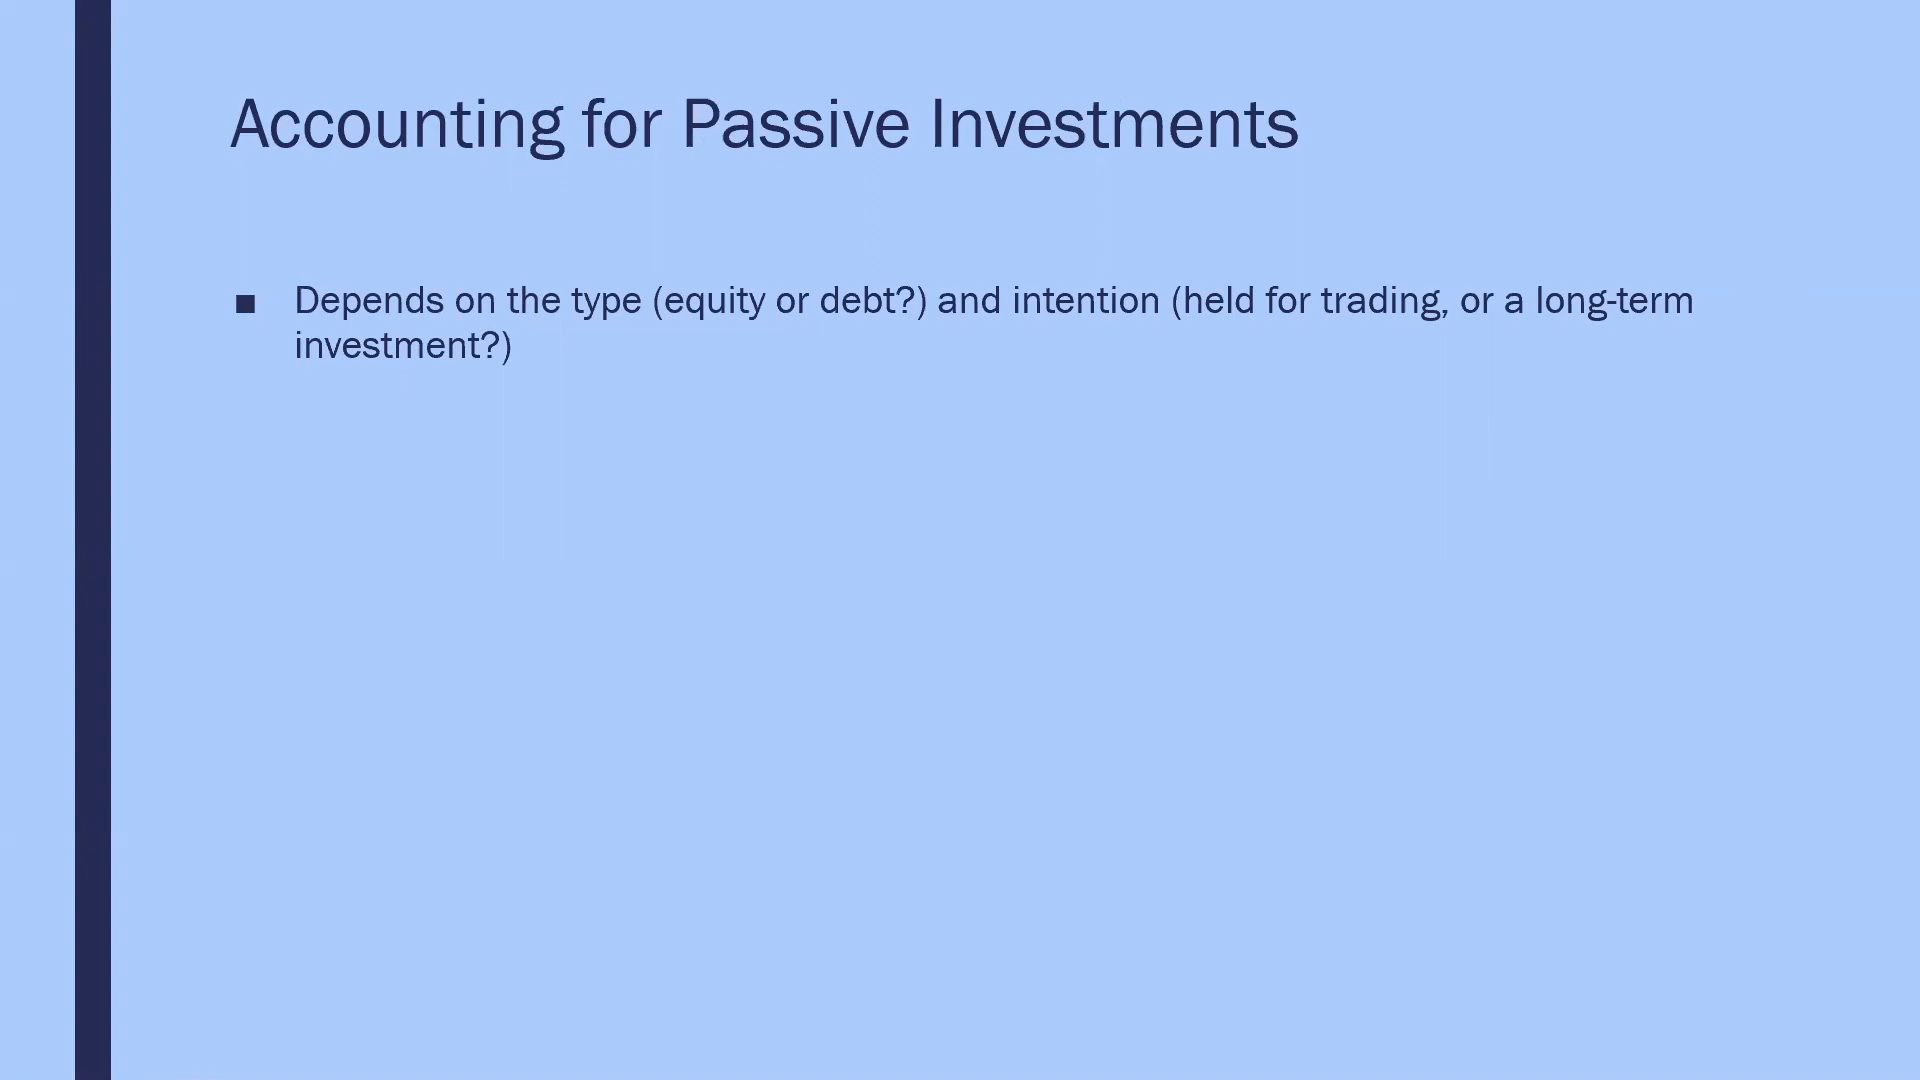 Accounting for Passive Investments
■ Depends on the type (equity or debt?) and intention (held for trading, or a long-term
investment?)